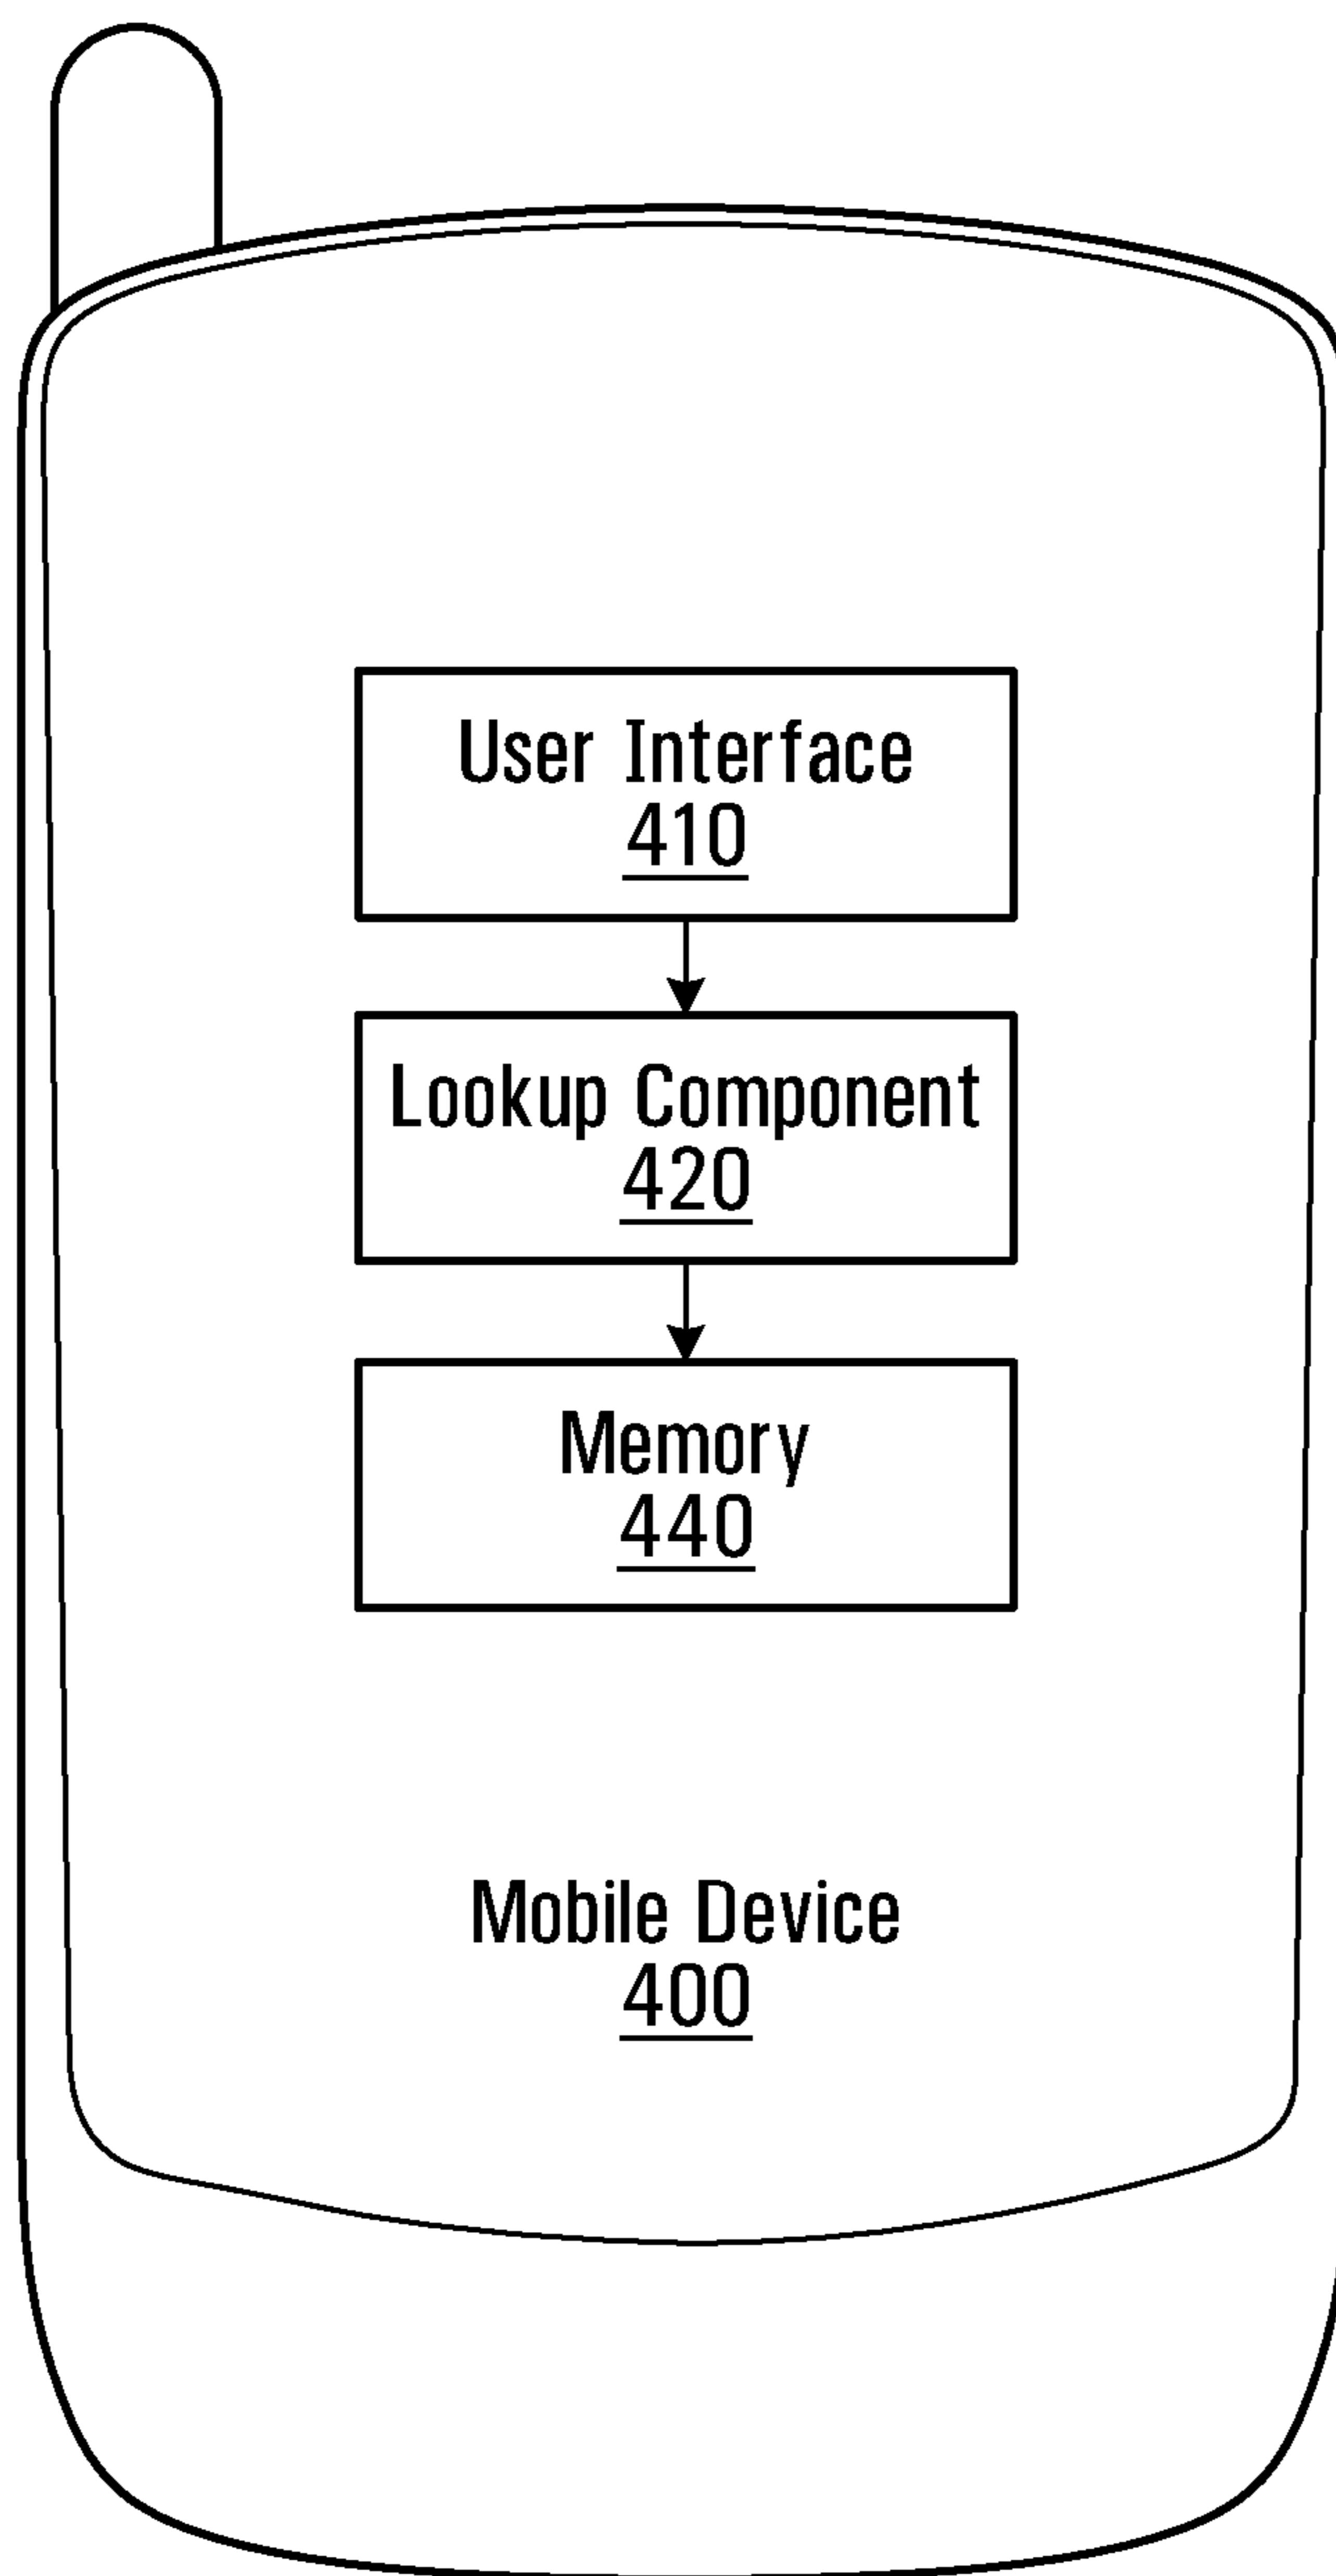 User Interface
410
Lookup Component
420
Memory
440
Mobile Device
400